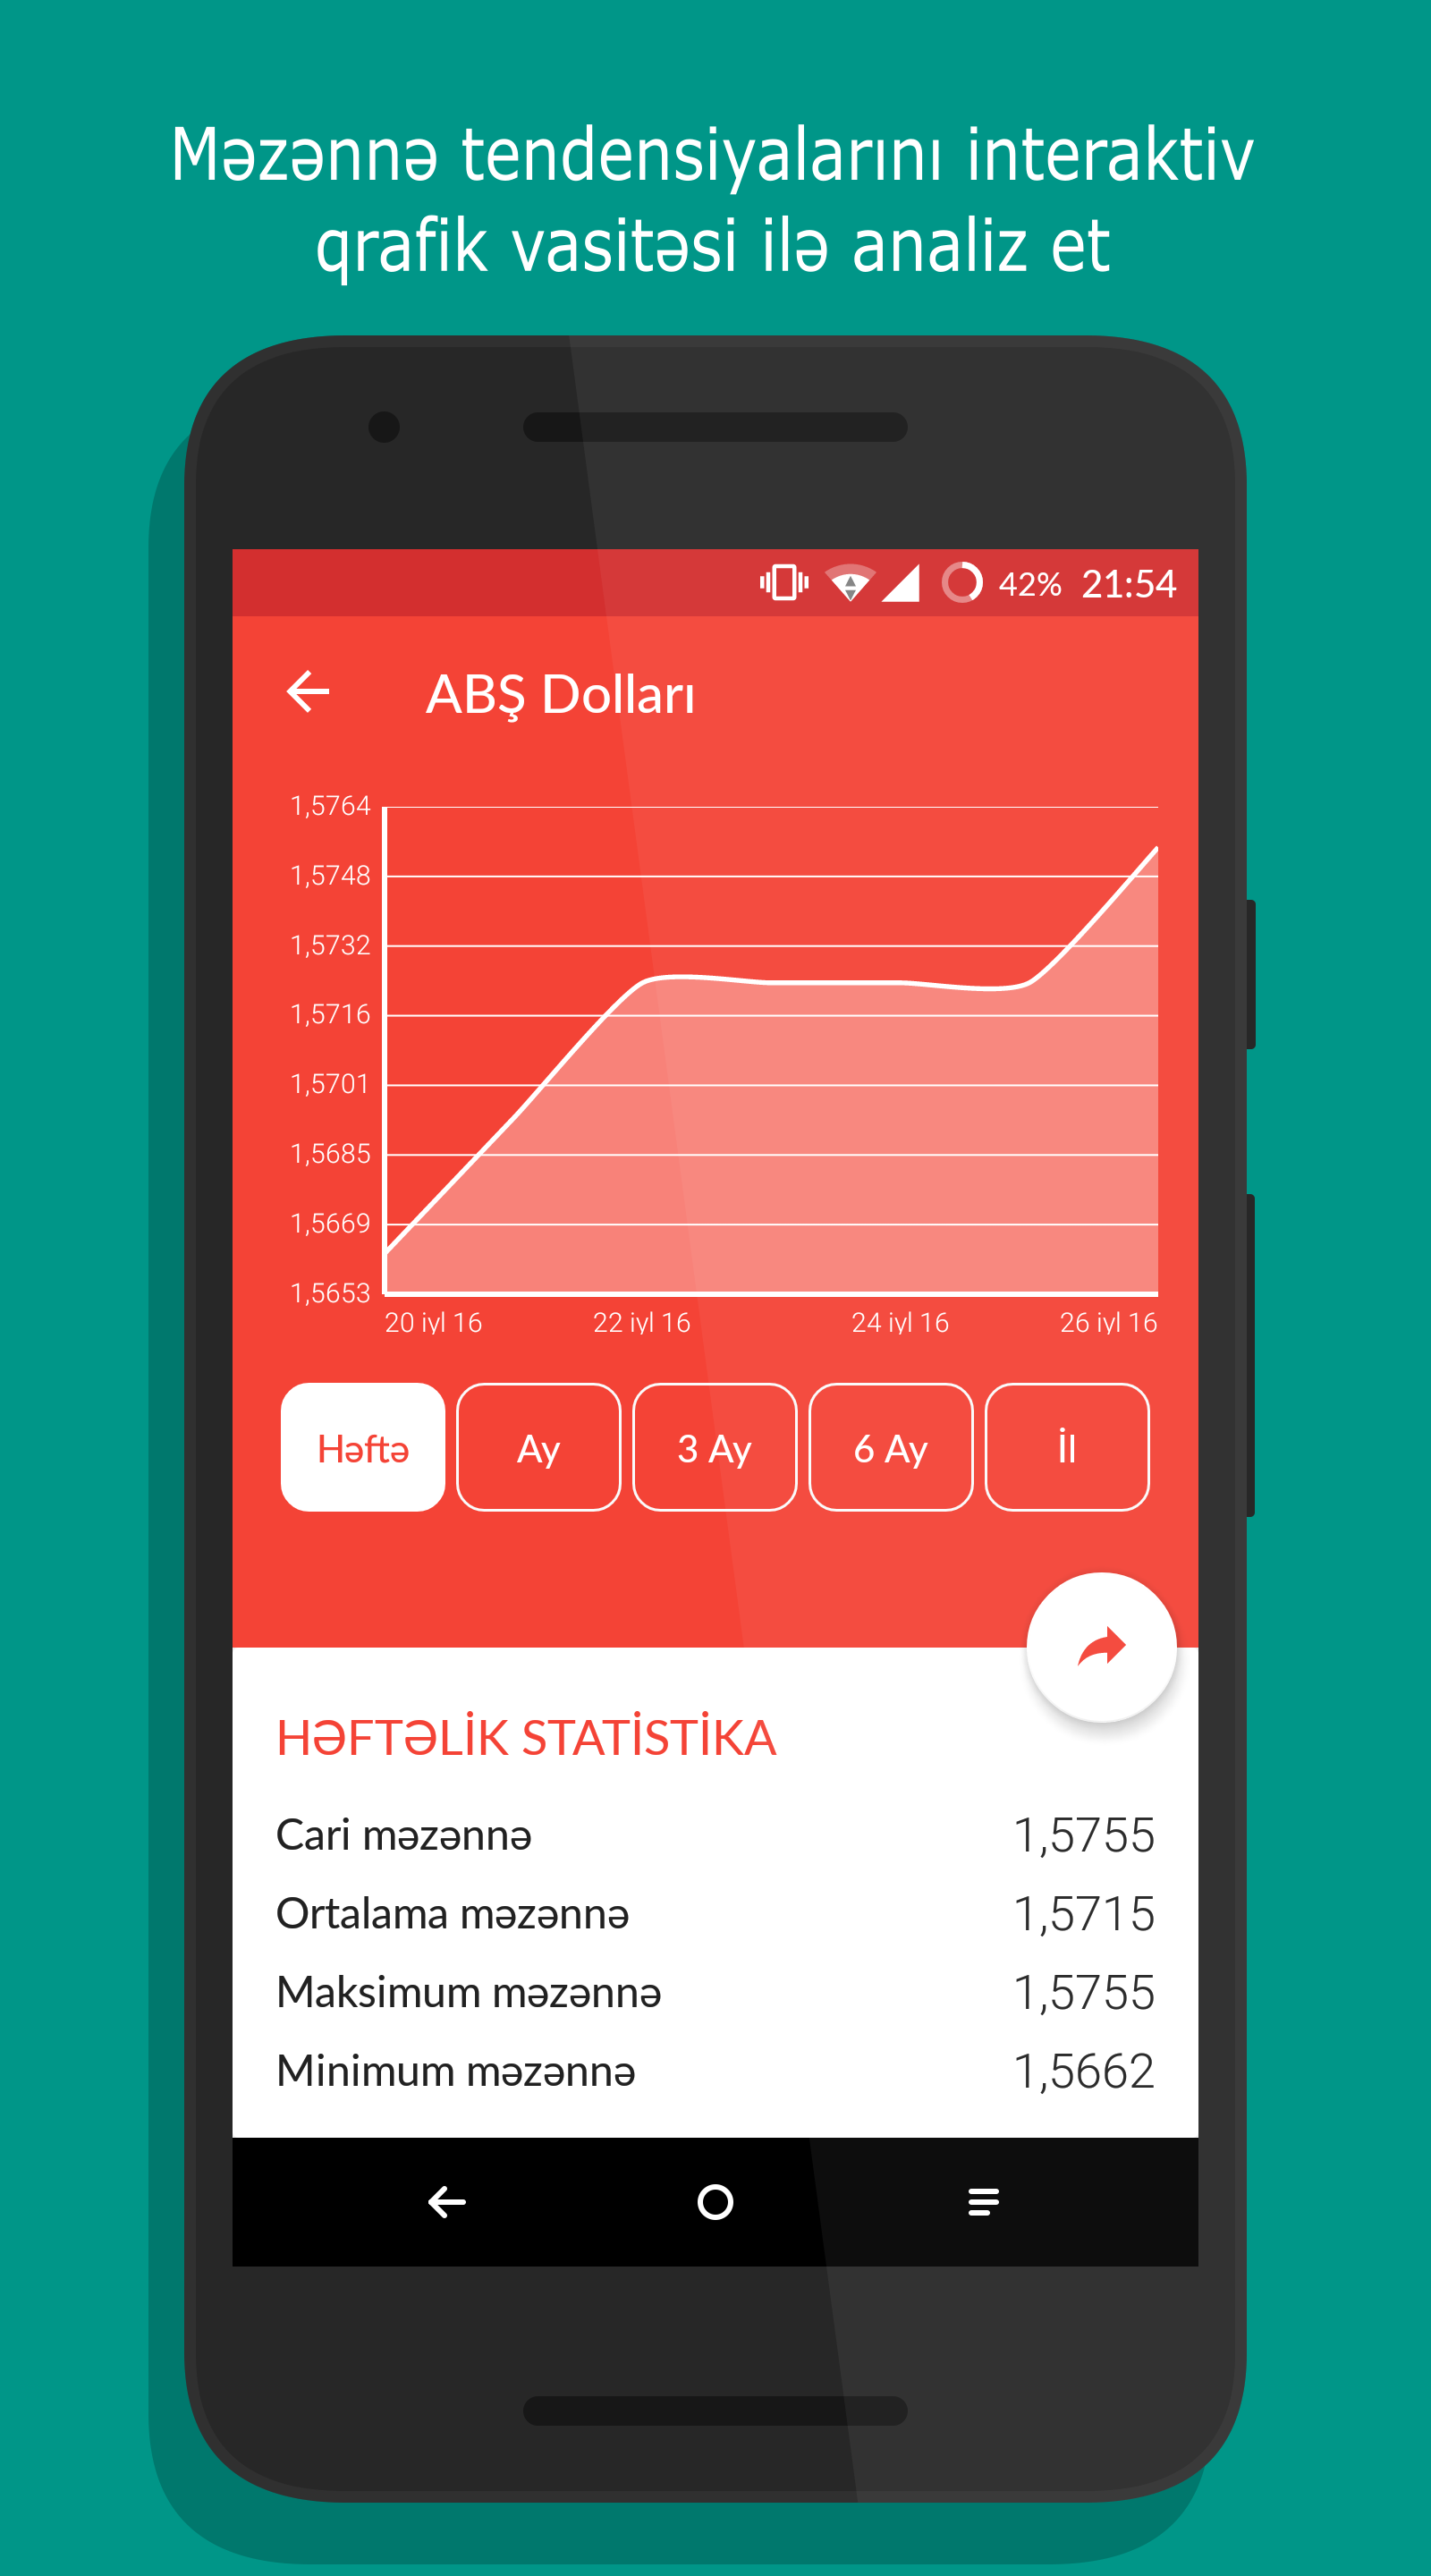 Məzənnə tendensiyalarını interaktiv
qrafik vasitəsi ilə analiz et
42% 21:54
ABŞ Dolları
1,5764
1,5748
1,5732
1,5716
1,5701
1,5685
1,5669
1,5653
20 iyl 16 22 iyl 16 24 iyl 16 26 iyl 16
Həftə Ay 3 Ay 6 Ay İl
HƏFTƏLİK STATİSTİKA
Cari məzənnə 1,5755
Ortalama məzənnə 1,5715
Maksimum məzənnə 1,5755
Minimum məzənnə 1,5662